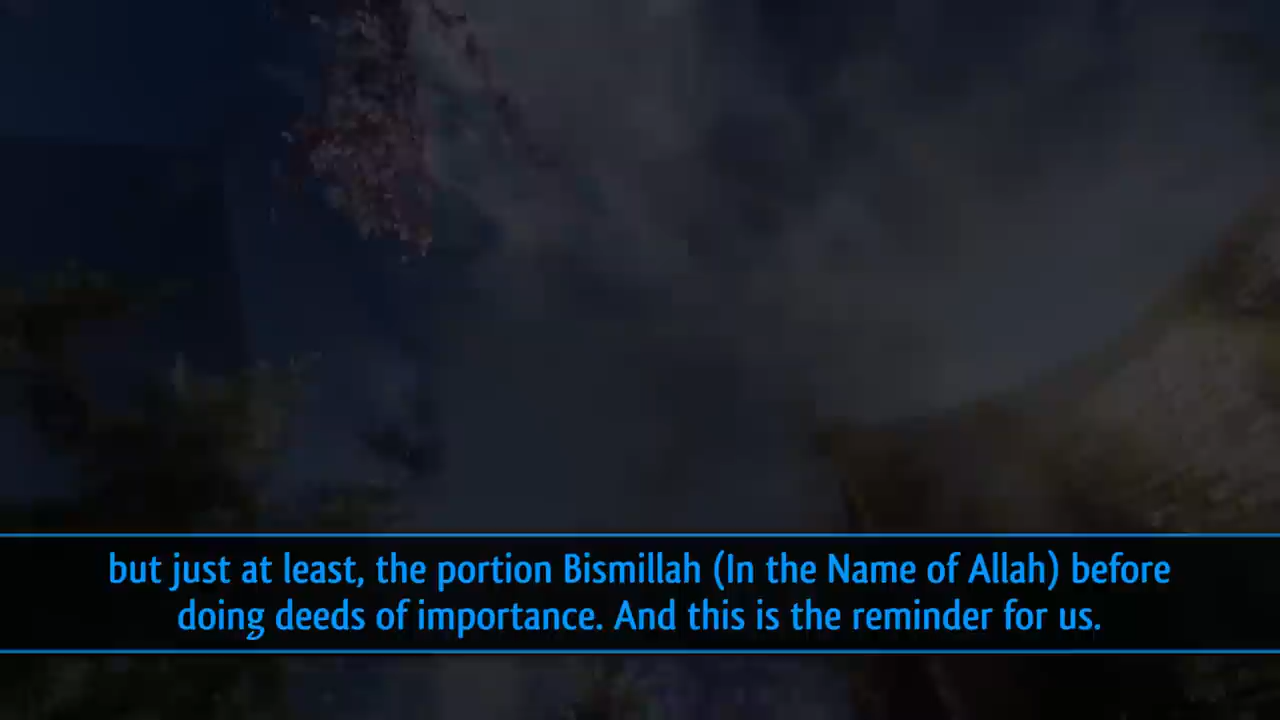 but just at least, the portion Bismillah (In the Name of Allah) before
doing deeds of importance. And this is the reminder for us.